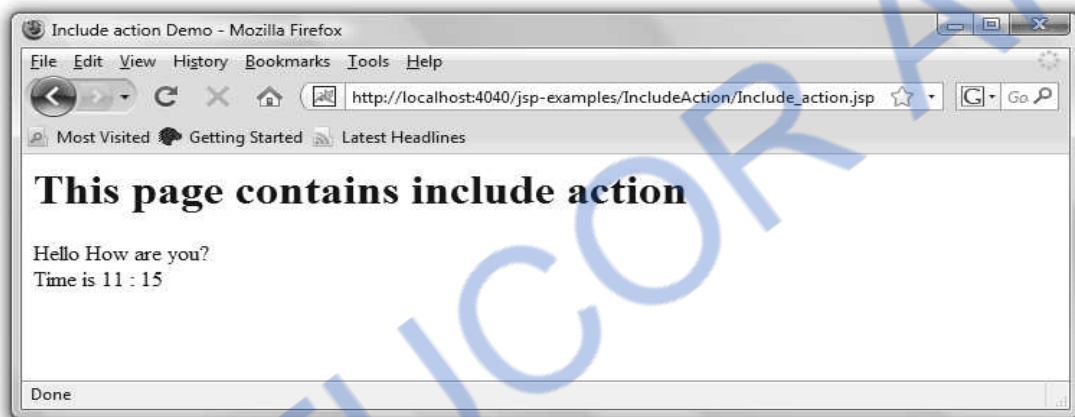 Include action Demo - Mozilla Firefox
File Edit View History Bookmarks Tools Help
http://localhost:4040/jsp-examples/IncludeAction/Include_action.jsp G Go
Most Visited Getting Started Latest Headlines
This page contains include action
Hello How are you?
Time is 11 : 15
Done